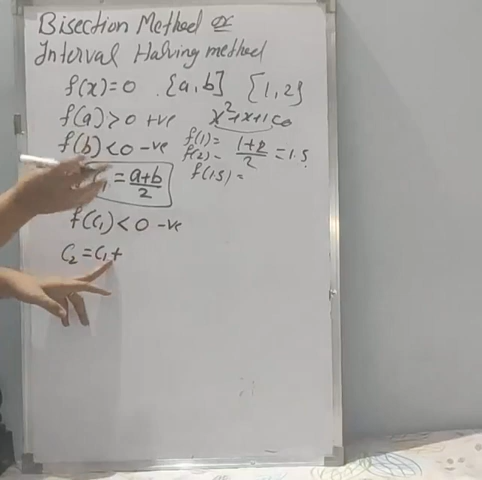 Bisection Method or
Interval Halving method
f(x)=0 . {a,b] {1,2}
f(a)>0 +ve x²+x+1=0
f(b)<0 -ve f(1)= 1+2/2 =1.5
f(2)-
C₁ = a+b/2 f(1.5) =
f(C₁)<0 -ve
C₂ = C₁+